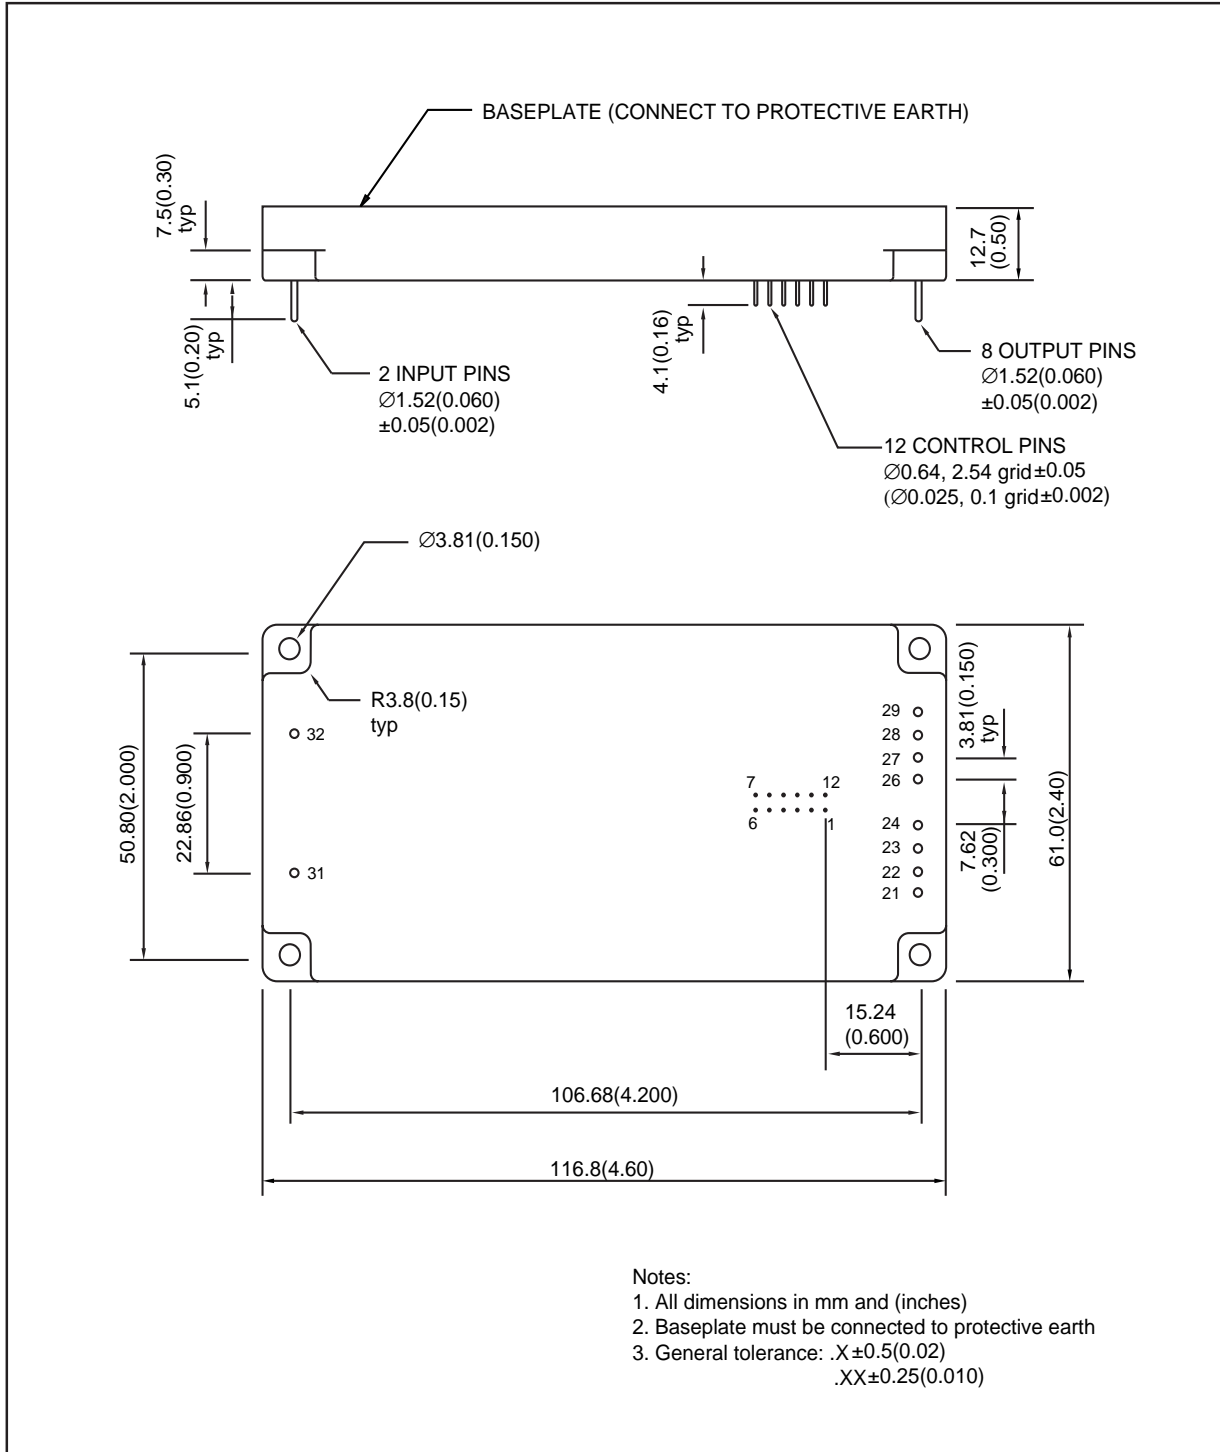 BASEPLATE (CONNECT TO PROTECTIVE EARTH)
7.5(0.30)
typ
12.7
(0.50)
5.1(0.20)
typ
4.1(0.16)
typ
2 INPUT PINS
∅1.52(0.060)
±0.05(0.002)
8 OUTPUT PINS
∅1.52(0.060)
±0.05(0.002)
12 CONTROL PINS
∅0.64, 2.54 grid±0.05
(∅0.025, 0.1 grid±0.002)
∅3.81(0.150)
R3.8(0.15)
typ
50.80(2.000)
22.86(0.900)
32
31
7
12
6
1
29
28
27
26
24
23
22
21
3.81(0.150)
typ
7.62
(0.300)
61.0(2.40)
15.24
(0.600)
106.68(4.200)
116.8(4.60)
Notes:
1. All dimensions in mm and (inches)
2. Baseplate must be connected to protective earth
3. General tolerance: .X±0.5(0.02)
.XX±0.25(0.010)